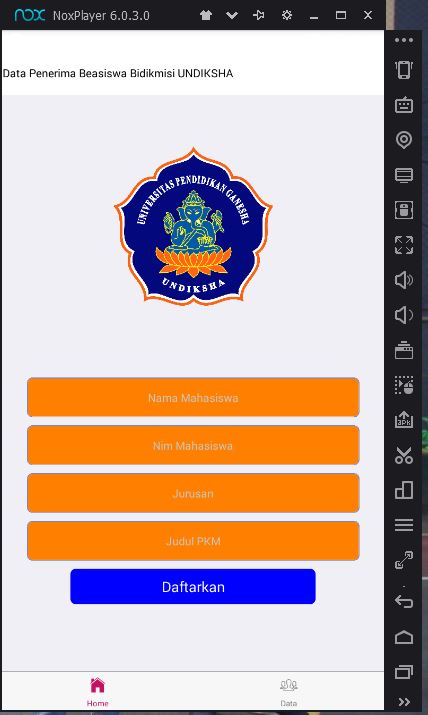 nox NoxPlayer 6.0.3.0
Data Penerima Beasiswa Bidikmisi UNDIKSHA
UNIVERSITAS PENDIDIKAN GANESHA
UNDIKSHA
Nama Mahasiswa
Nim Mahasiswa
Jurusan
Judul PKM
Daftarkan
Home Data
APK